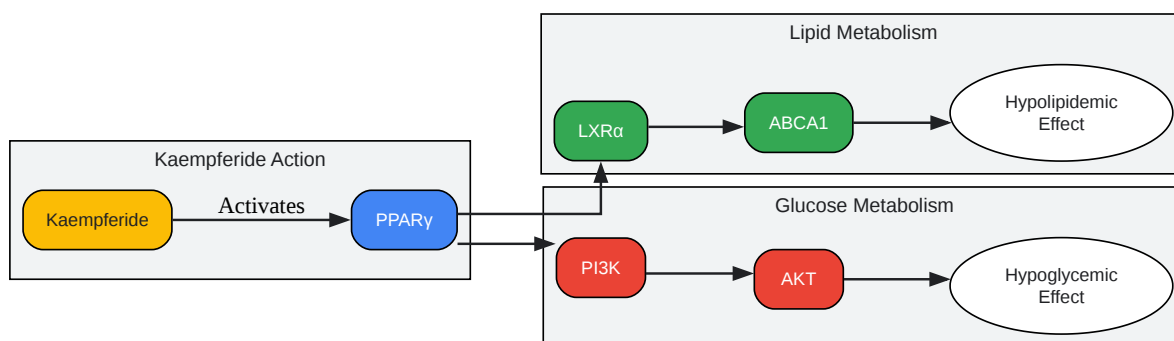 Kaempferide Action
Kaempferide
Activates
PPARγ
Lipid Metabolism
LXRα
ABCA1
Hypolipidemic
Effect
Glucose Metabolism
PI3K
AKT
Hypoglycemic
Effect